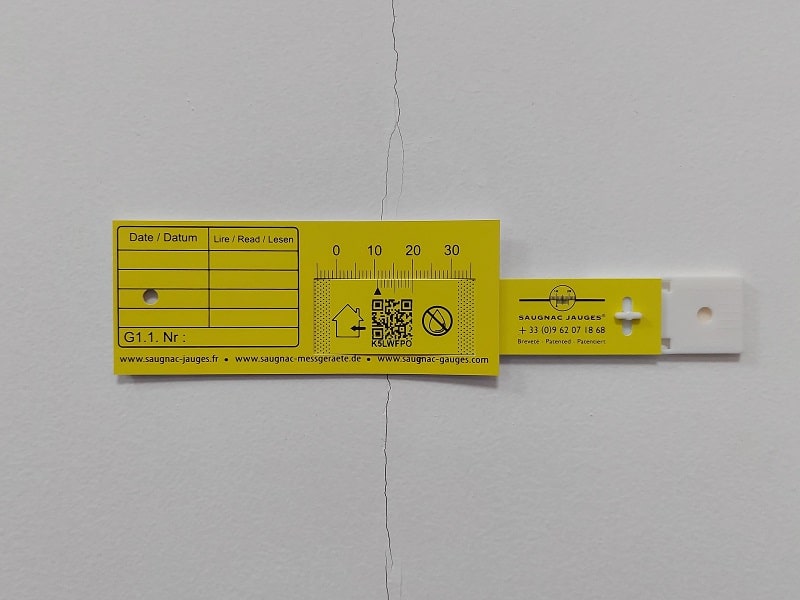 Date / Datum Lire / Read / Lesen
G1.1. Nr :
www.saugnac-jauges.fr • www.saugnac-messgeraete.de • www.saugnac-gauges.com
0 10 20 30
K5LWFPO
SAUGNAC JAUGES®
+ 33 (0)9 62 07 18 68
Breveté - Patented - Patentiert